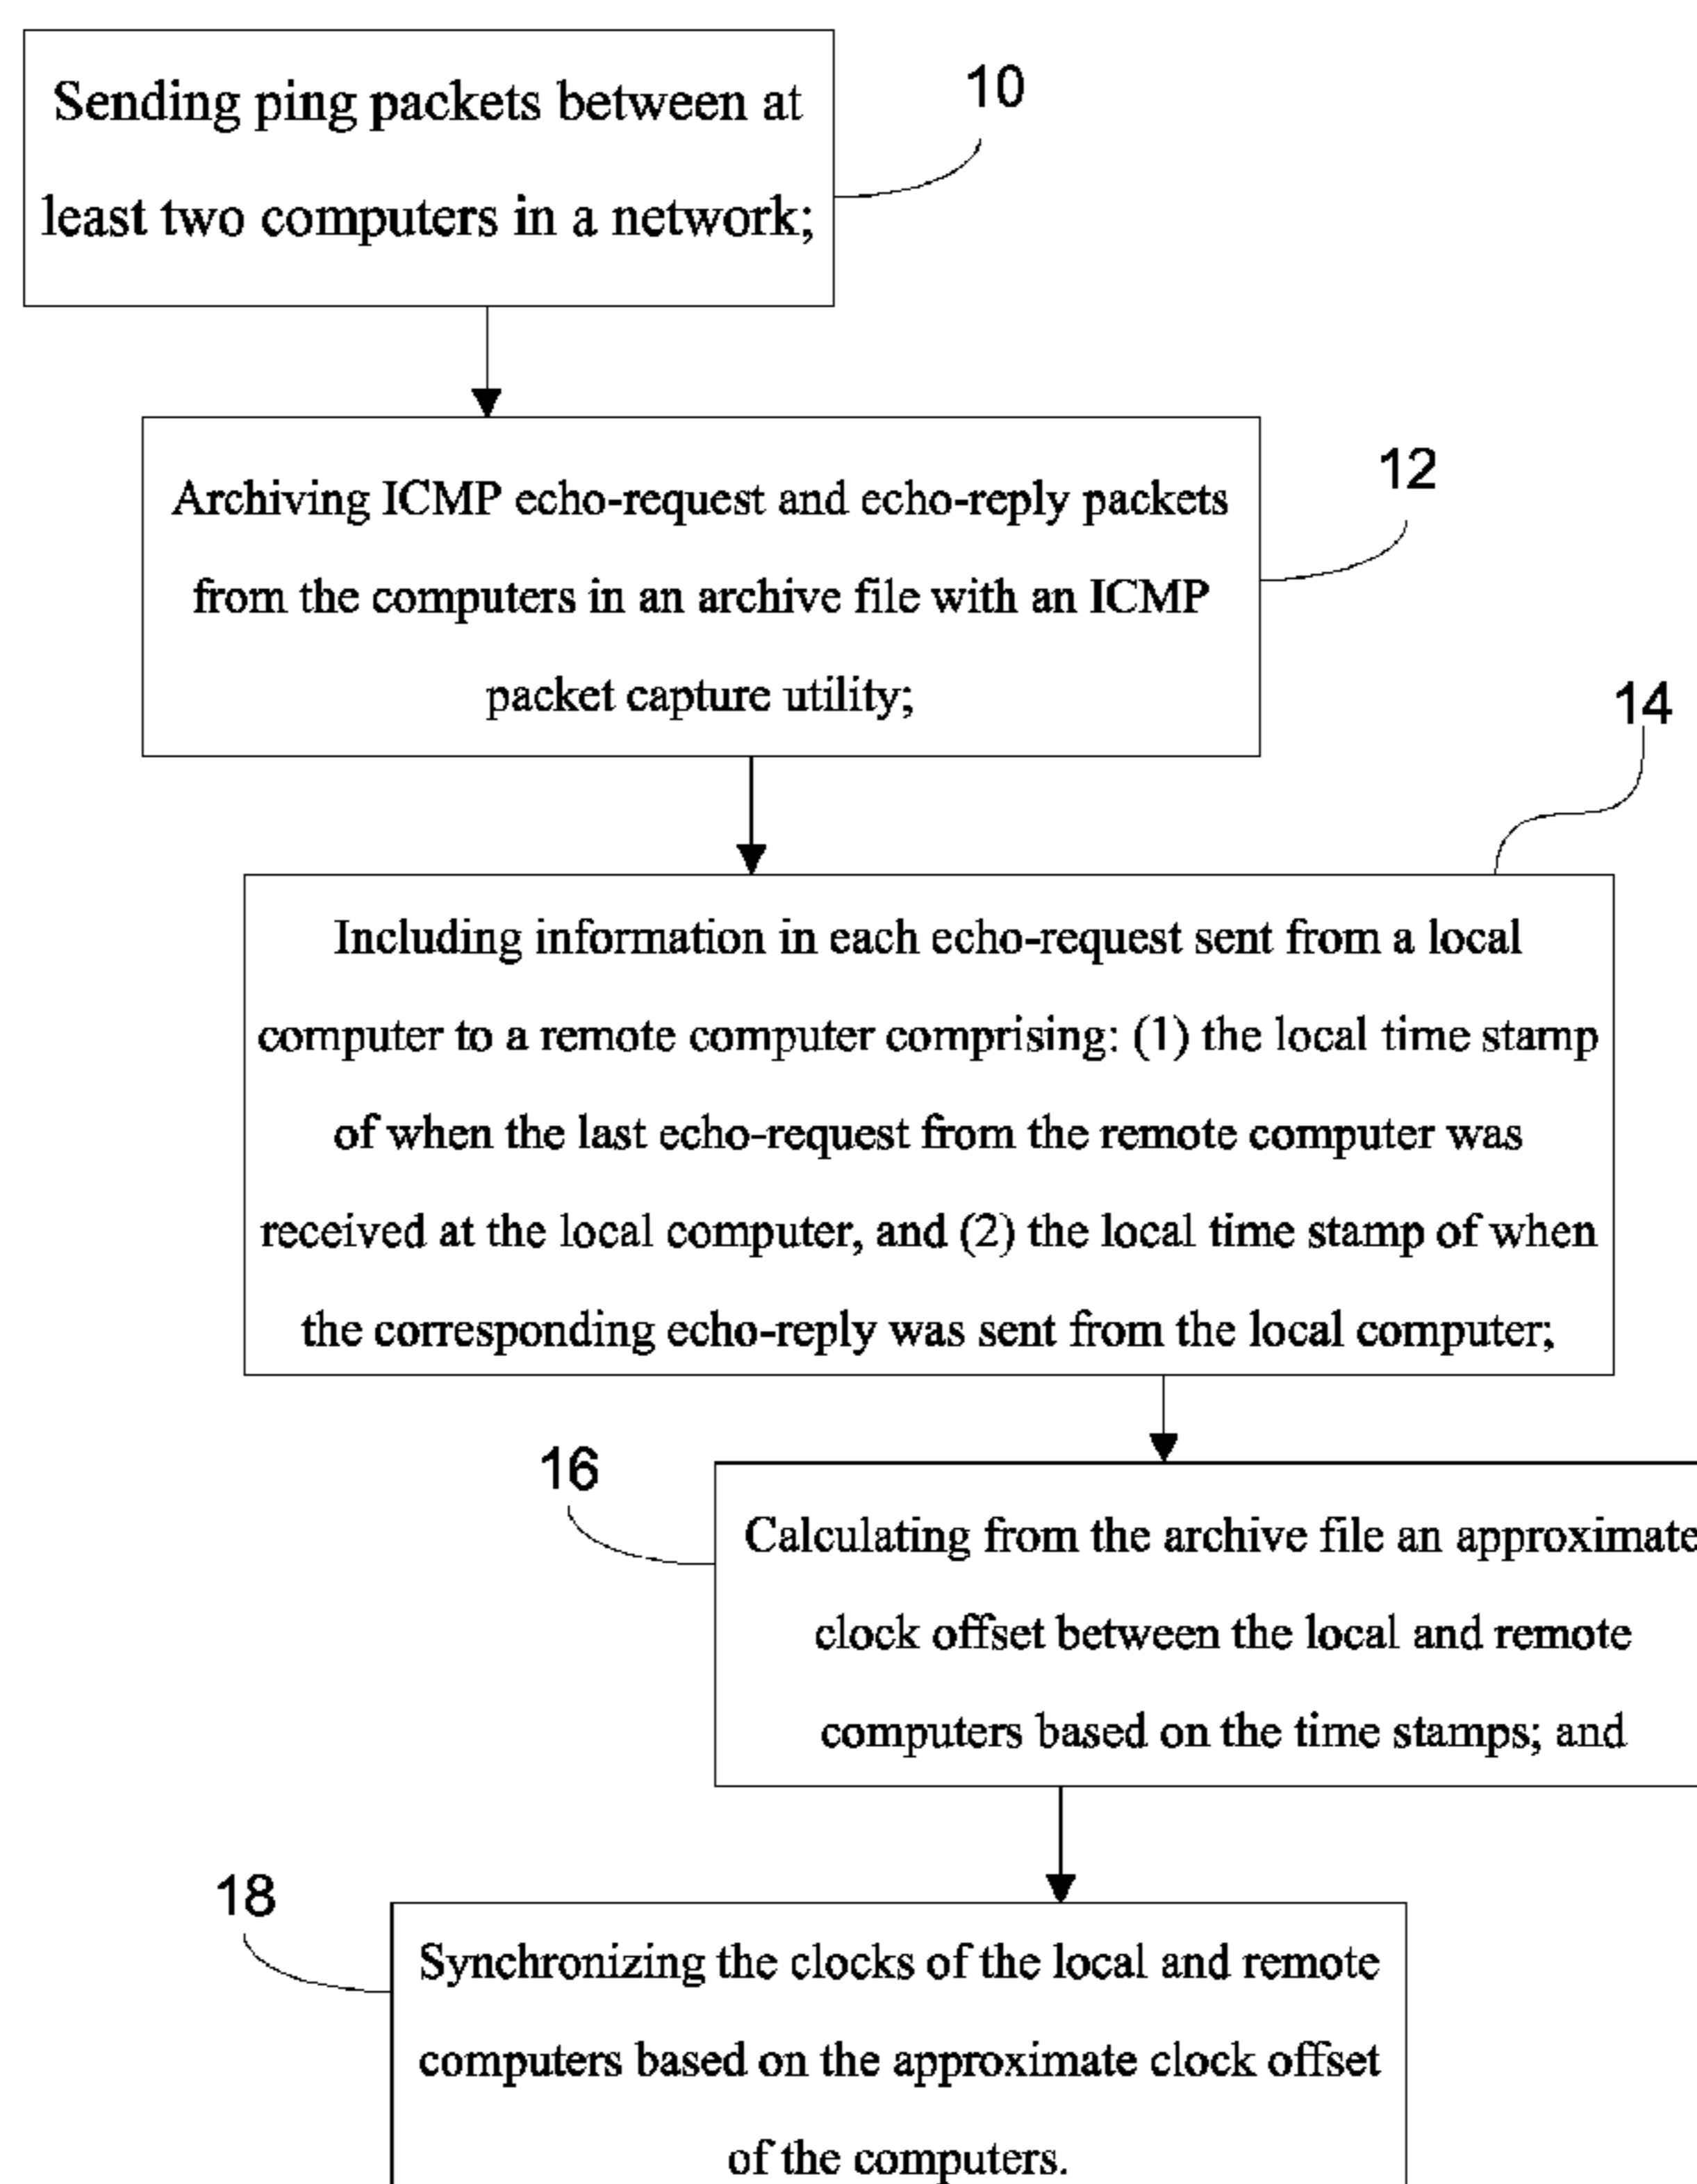 Sending ping packets between at
least two computers in a network;
10
Archiving ICMP echo-request and echo-reply packets
from the computers in an archive file with an ICMP
packet capture utility;
12
14
Including information in each echo-request sent from a local
computer to a remote computer comprising: (1) the local time stamp
of when the last echo-request from the remote computer was
received at the local computer, and (2) the local time stamp of when
the corresponding echo-reply was sent from the local computer;
16
Calculating from the archive file an approximate
clock offset between the local and remote
computers based on the time stamps; and
18
Synchronizing the clocks of the local and remote
computers based on the approximate clock offset
of the computers.